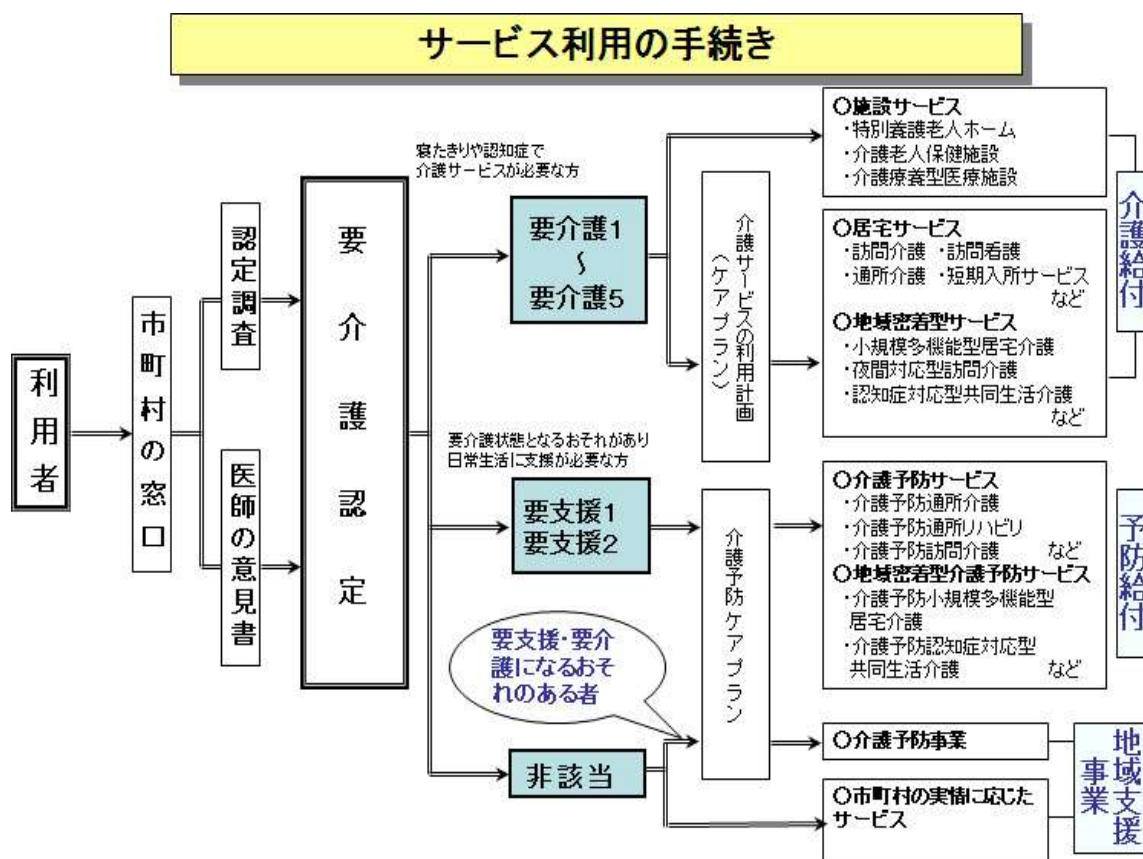 サービス利用の手続き
利用者
市町村の窓口
認定調査
医師の意見書
要介護認定
寝たきりや認知症で
介護サービスが必要な方
要介護1
~
要介護5
要介護状態となるおそれがあり
日常生活に支援が必要な方
要支援1
要支援2
要支援・要介
護になるおそ
れのある者
非該当
介護サービスの利用計画
(ケアプラン)
介護予防ケアプラン
○施設サービス
・特別養護老人ホーム
・介護老人保健施設
・介護療養型医療施設
○居宅サービス
・訪問介護 ・訪問看護
・通所介護 ・短期入所サービス
など
○地域密着型サービス
・小規模多機能型居宅介護
・夜間対応型訪問介護
・認知症対応型共同生活介護
など
介護給付
○介護予防サービス
・介護予防通所介護
・介護予防通所リハビリ
・介護予防訪問介護 など
○地域密着型介護予防サービス
・介護予防小規模多機能型
居宅介護
・介護予防認知症対応型
共同生活介護 など
予防給付
○介護予防事業
○市町村の実情に応じた
サービス
地域支援
事業